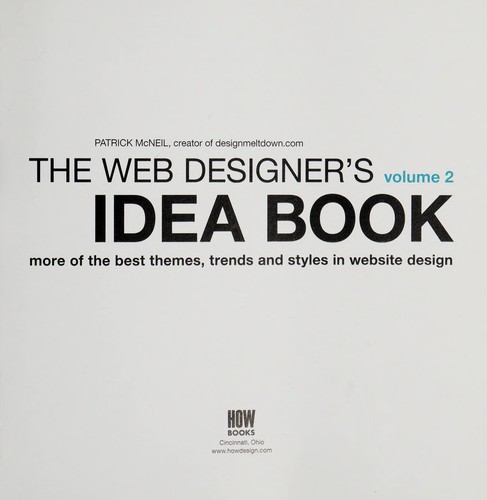 PATRICK McNEIL, creator of designmeltdown.com
THE WEB DESIGNER'S volume 2
IDEA BOOK
more of the best themes, trends and styles in website design
HOW
BOOKS
Cincinnati, Ohio
www.howdesign.com